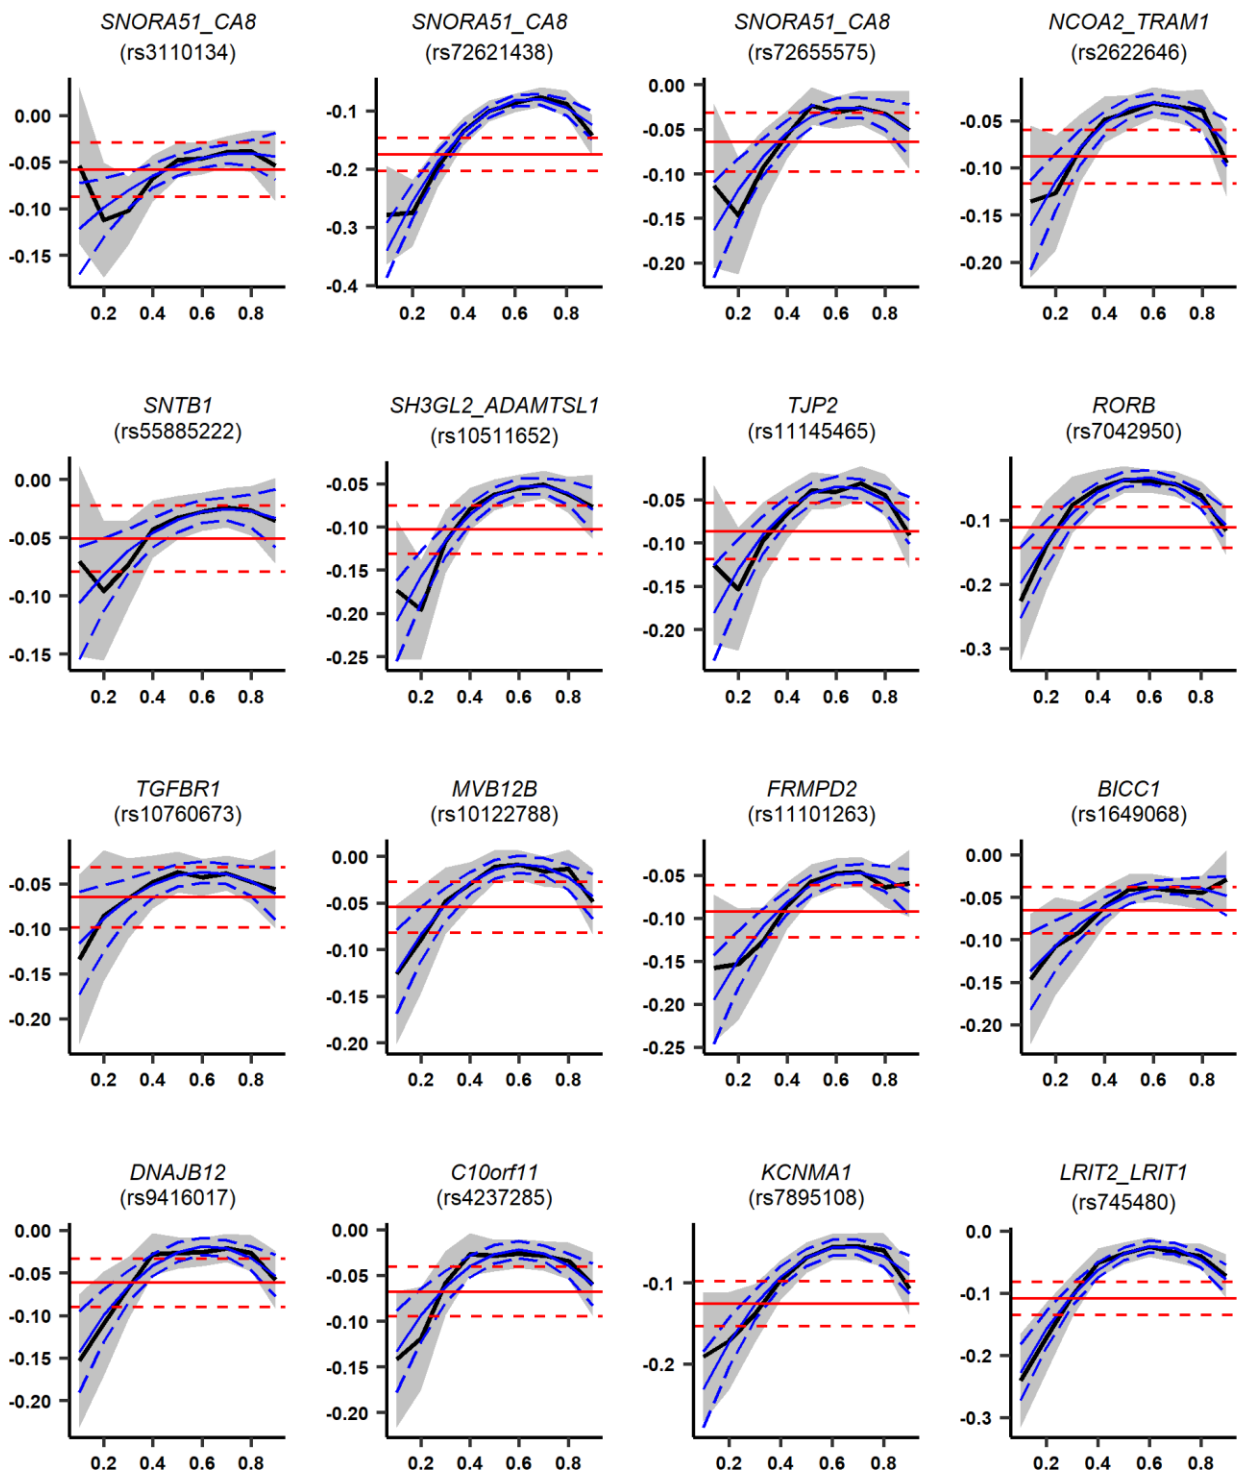 SNORA51_CA8
(rs3110134)
0.00
-0.05
-0.10
-0.15
0.2 0.4 0.6 0.8
SNORA51_CA8
(rs72621438)
-0.1
-0.2
-0.3
-0.4
0.2 0.4 0.6 0.8
SNORA51_CA8
(rs72655575)
0.00
-0.05
-0.10
-0.15
-0.20
0.2 0.4 0.6 0.8
NCOA2_TRAM1
(rs2622646)
0.00
-0.05
-0.10
-0.15
-0.20
0.2 0.4 0.6 0.8
SNTB1
(rs55885222)
0.00
-0.05
-0.10
-0.15
0.2 0.4 0.6 0.8
SH3GL2_ADAMTSL1
(rs10511652)
-0.05
-0.10
-0.15
-0.20
-0.25
0.2 0.4 0.6 0.8
TJP2
(rs11145465)
-0.05
-0.10
-0.15
-0.20
0.2 0.4 0.6 0.8
RORB
(rs7042950)
-0.1
-0.2
-0.3
0.2 0.4 0.6 0.8
TGFBR1
(rs10760673)
-0.05
-0.10
-0.15
-0.20
0.2 0.4 0.6 0.8
MVB12B
(rs10122788)
0.00
-0.05
-0.10
-0.15
-0.20
0.2 0.4 0.6 0.8
FRMPD2
(rs11101263)
-0.05
-0.10
-0.15
-0.20
-0.25
0.2 0.4 0.6 0.8
BICC1
(rs1649068)
0.00
-0.05
-0.10
-0.15
-0.20
0.2 0.4 0.6 0.8
DNAJB12
(rs9416017)
0.00
-0.05
-0.10
-0.15
-0.20
0.2 0.4 0.6 0.8
C10orf11
(rs4237285)
0.00
-0.05
-0.10
-0.15
-0.20
0.2 0.4 0.6 0.8
KCNMA1
(rs7895108)
-0.1
-0.2
0.2 0.4 0.6 0.8
LRIT2_LRIT1
(rs745480)
0.0
-0.1
-0.2
-0.3
0.2 0.4 0.6 0.8